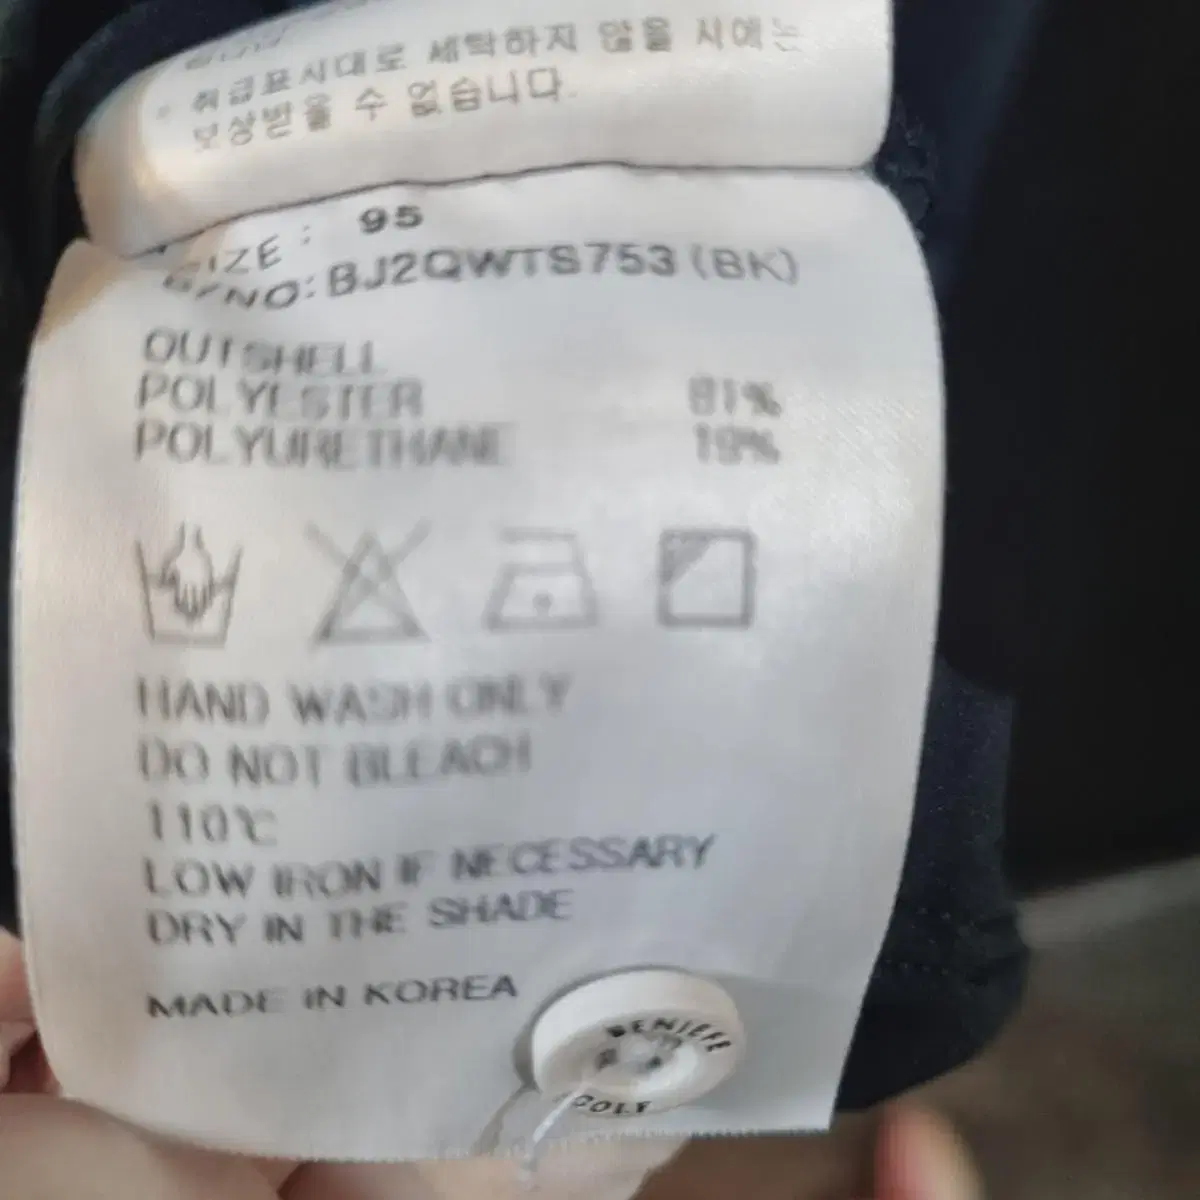 취급표시대로 세탁하지 않을 시에는
보상받을 수 없습니다.
SIZE : 95
S/NO: BJ2QWTS753 (BK)
OUTSHELL
POLYESTER 81%
POLYURETHANE 19%
HAND WASH ONLY
DO NOT BLEACH
110℃
LOW IRON IF NECESSARY
DRY IN THE SHADE
MADE IN KOREA
BENJEFE
GOLF